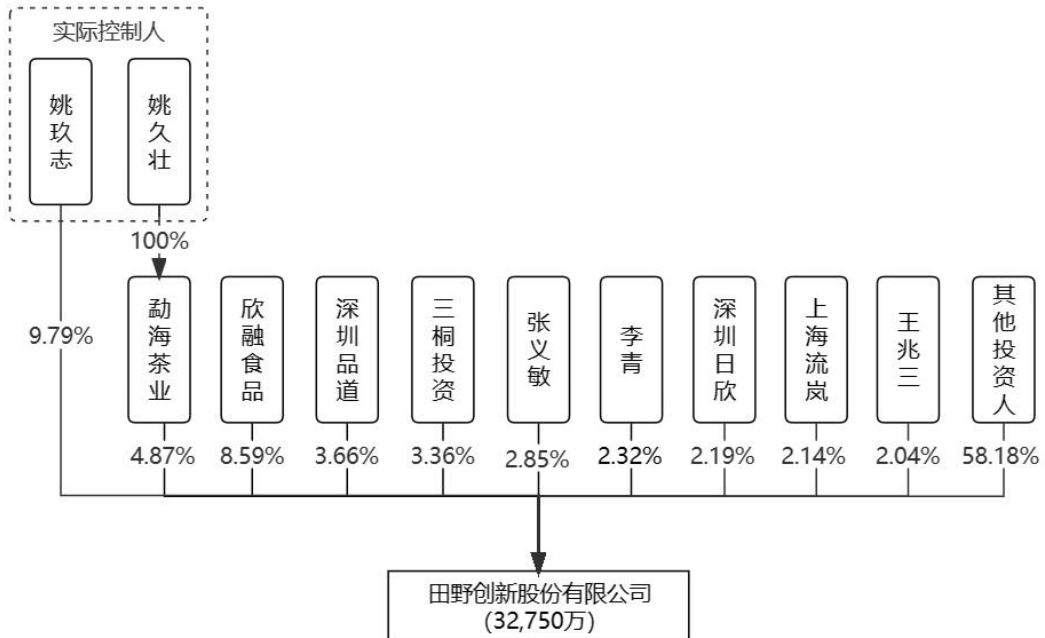 实际控制人
姚玖志
姚久壮
100%
9.79%
勐海茶业
欣融食品
深圳品道
三桐投资
张义敏
李青
深圳日欣
上海流岚
王兆三
其他投资人
4.87%
8.59%
3.66%
3.36%
2.85%
2.32%
2.19%
2.14%
2.04%
58.18%
田野创新股份有限公司
(32,750万)